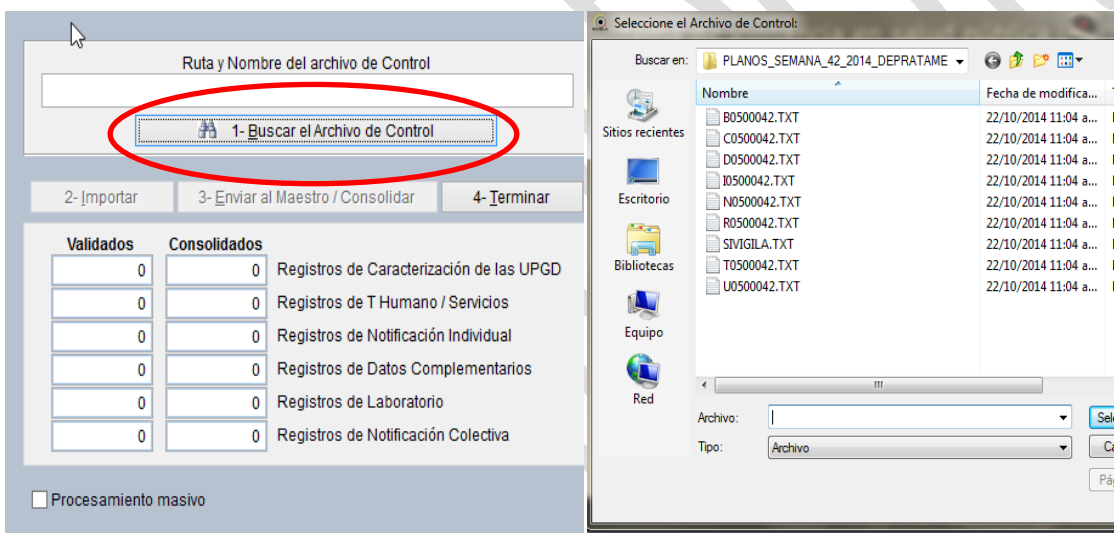 Ruta y Nombre del archivo de Control
1- Buscar el Archivo de Control
2- Importar
3- Enviar al Maestro / Consolidar
4- Terminar
Validados
Consolidados
0 0 Registros de Caracterización de las UPGD
0 0 Registros de T Humano / Servicios
0 0 Registros de Notificación Individual
0 0 Registros de Datos Complementarios
0 0 Registros de Laboratorio
0 0 Registros de Notificación Colectiva
Procesamiento masivo
Seleccione el Archivo de Control:
Buscar en: PLANOS_SEMANA_42_2014_DEPRATAME
Nombre Fecha de modifica...
B0500042.TXT 22/10/2014 11:04 a...
C0500042.TXT 22/10/2014 11:04 a...
D0500042.TXT 22/10/2014 11:04 a...
I0500042.TXT 22/10/2014 11:04 a...
N0500042.TXT 22/10/2014 11:04 a...
R0500042.TXT 22/10/2014 11:04 a...
SIVIGILA.TXT 22/10/2014 11:04 a...
T0500042.TXT 22/10/2014 11:04 a...
U0500042.TXT 22/10/2014 11:04 a...
Sitios recientes
Escritorio
Bibliotecas
Equipo
Red
Archivo:
Sele
Tipo: Archivo
Ca
Pág